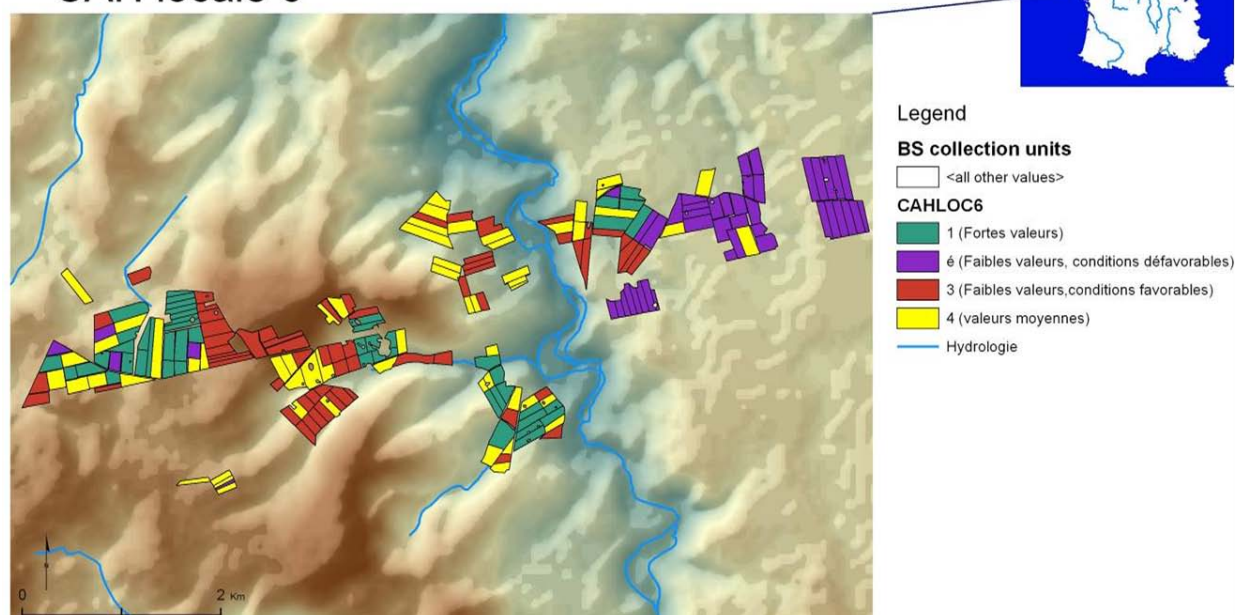 Legend
BS collection units
<all other values>
CAHLOC6
1 (Fortes valeurs)
é (Faibles valeurs, conditions défavorables)
3 (Faibles valeurs,conditions favorables)
4 (valeurs moyennes)
Hydrologie
0 2 Km